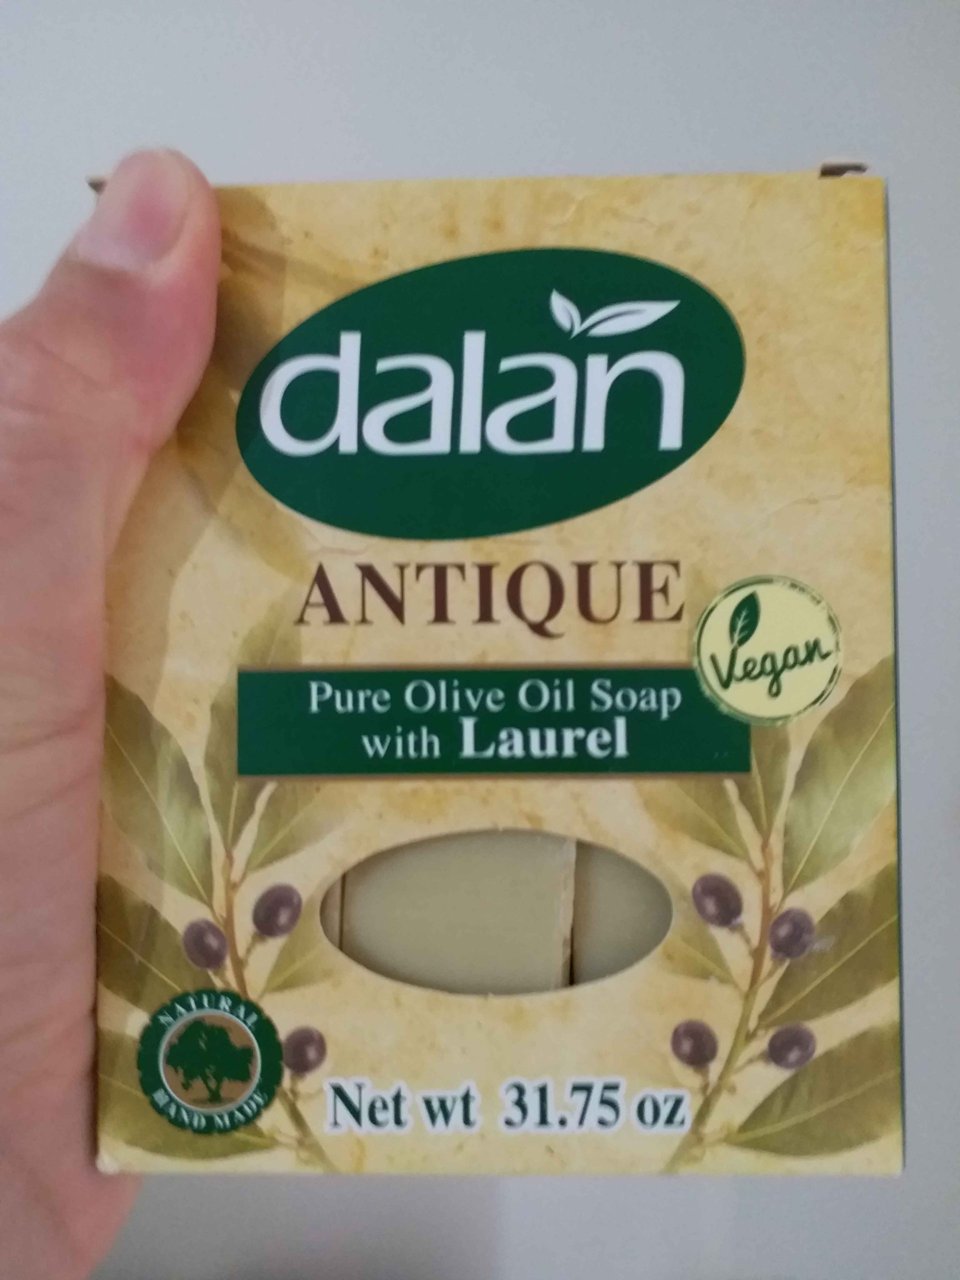 dalan
ANTIQUE
Vegan
Pure Olive Oil Soap
with Laurel
NATURAL
HAND MADE
Net wt 31.75 oz